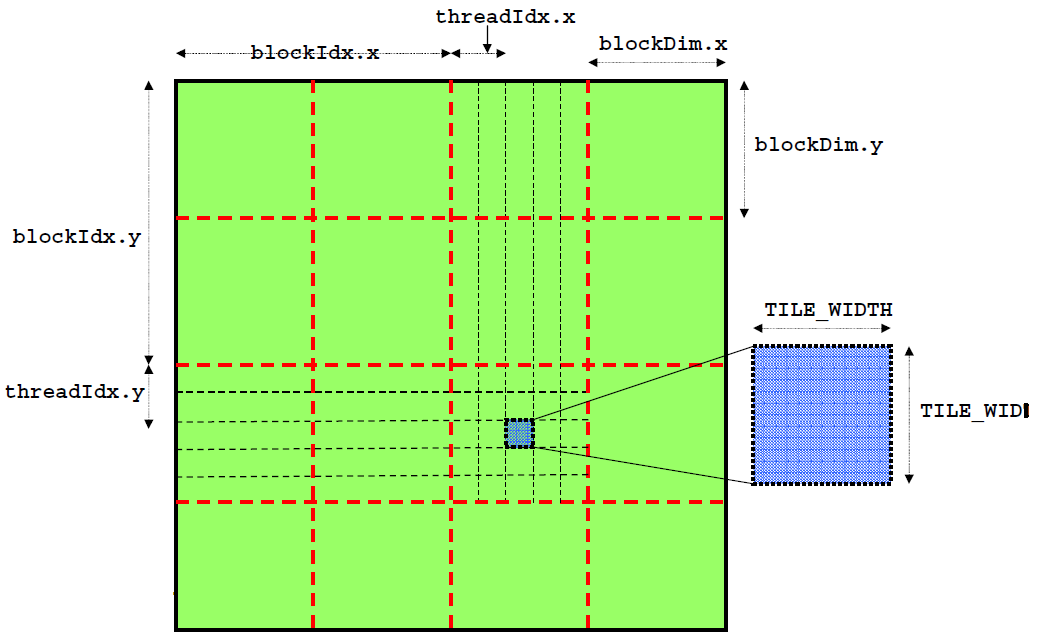 threadIdx.x
blockIdx.x
blockDim.x
blockDim.y
blockIdx.y
TILE_WIDTH
threadIdx.y